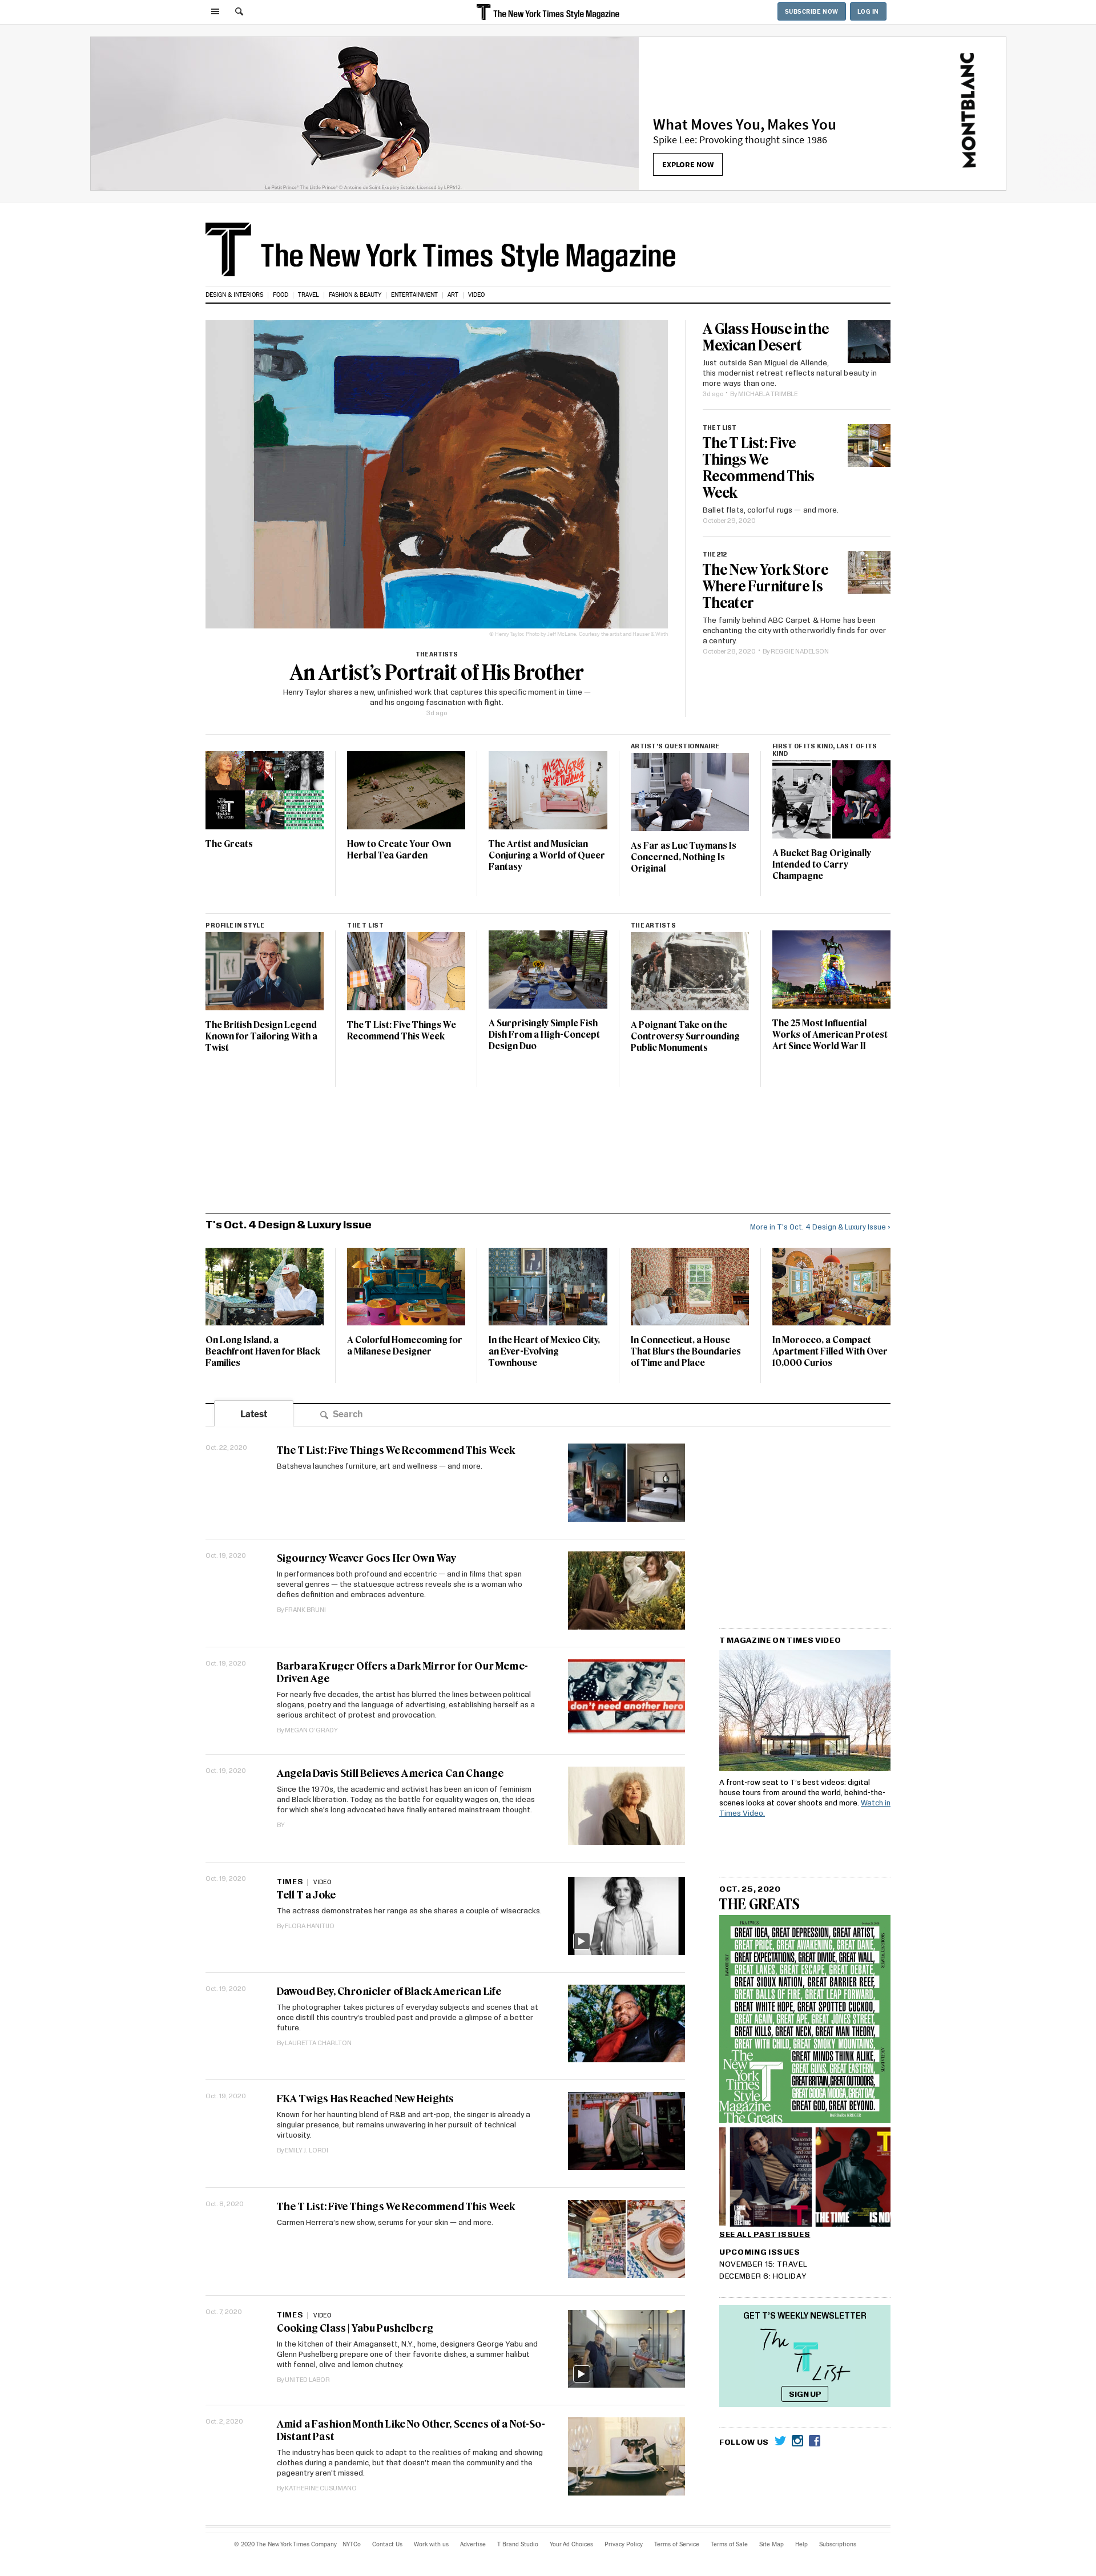 The New York Times Style Magazine
SUBSCRIBE NOW
LOG IN
What Moves You, Makes You
Spike Lee: Provoking thought since 1986
EXPLORE NOW
MONTBLANC
Le Petit Prince® The Little Prince® © Antoine de Saint-Exupéry Estate. Licensed by LPP612
The New York Times Style Magazine
DESIGN & INTERIORS | FOOD | TRAVEL | FASHION & BEAUTY | ENTERTAINMENT | ART | VIDEO
© Henry Taylor. Photo by Jeff McLane. Courtesy the artist and Hauser & Wirth
THE ARTISTS
An Artist's Portrait of His Brother
Henry Taylor shares a new, unfinished work that captures this specific moment in time —
and his ongoing fascination with flight.
3d ago
A Glass House in the
Mexican Desert
Just outside San Miguel de Allende,
this modernist retreat reflects natural beauty in
more ways than one.
3d ago • By MICHAELA TRIMBLE
THE T LIST
The T List: Five
Things We
Recommend This
Week
Ballet flats, colorful rugs — and more.
October 29, 2020
THE 212
The New York Store
Where Furniture Is
Theater
The family behind ABC Carpet & Home has been
enchanting the city with otherworldly finds for over
a century.
October 28, 2020 • By REGGIE NADELSON
The Greats
How to Create Your Own
Herbal Tea Garden
The Artist and Musician
Conjuring a World of Queer
Fantasy
ARTIST'S QUESTIONNAIRE
As Far as Luc Tuymans Is
Concerned, Nothing Is
Original
FIRST OF ITS KIND, LAST OF ITS
KIND
A Bucket Bag Originally
Intended to Carry
Champagne
PROFILE IN STYLE
The British Design Legend
Known for Tailoring With a
Twist
THE T LIST
The T List: Five Things We
Recommend This Week
A Surprisingly Simple Fish
Dish From a High-Concept
Design Duo
THE ARTISTS
A Poignant Take on the
Controversy Surrounding
Public Monuments
The 25 Most Influential
Works of American Protest
Art Since World War II
T's Oct. 4 Design & Luxury Issue
More in T's Oct. 4 Design & Luxury Issue ›
On Long Island, a
Beachfront Haven for Black
Families
A Colorful Homecoming for
a Milanese Designer
In the Heart of Mexico City,
an Ever-Evolving
Townhouse
In Connecticut, a House
That Blurs the Boundaries
of Time and Place
In Morocco, a Compact
Apartment Filled With Over
10,000 Curios
Latest
Search
Oct. 22, 2020
The T List: Five Things We Recommend This Week
Batsheva launches furniture, art and wellness — and more.
Oct. 19, 2020
Sigourney Weaver Goes Her Own Way
In performances both profound and eccentric — and in films that span
several genres — the statuesque actress reveals she is a woman who
defies definition and embraces adventure.
By FRANK BRUNI
Oct. 19, 2020
Barbara Kruger Offers a Dark Mirror for Our Meme-
Driven Age
For nearly five decades, the artist has blurred the lines between political
slogans, poetry and the language of advertising, establishing herself as a
serious architect of protest and provocation.
By MEGAN O'GRADY
don't need another hero
Oct. 19, 2020
Angela Davis Still Believes America Can Change
Since the 1970s, the academic and activist has been an icon of feminism
and Black liberation. Today, as the battle for equality wages on, the ideas
for which she's long advocated have finally entered mainstream thought.
BY
Oct. 19, 2020
TIMES | VIDEO
Tell T a Joke
The actress demonstrates her range as she shares a couple of wisecracks.
By FLORA HANITIJO
Oct. 19, 2020
Dawoud Bey, Chronicler of Black American Life
The photographer takes pictures of everyday subjects and scenes that at
once distill this country's troubled past and provide a glimpse of a better
future.
By LAURETTA CHARLTON
Oct. 19, 2020
FKA Twigs Has Reached New Heights
Known for her haunting blend of R&B and art-pop, the singer is already a
singular presence, but remains unwavering in her pursuit of technical
virtuosity.
By EMILY J. LORDI
Oct. 8, 2020
The T List: Five Things We Recommend This Week
Carmen Herrera's new show, serums for your skin — and more.
Oct. 7, 2020
TIMES | VIDEO
Cooking Class | Yabu Pushelberg
In the kitchen of their Amagansett, N.Y., home, designers George Yabu and
Glenn Pushelberg prepare one of their favorite dishes, a summer halibut
with fennel, olive and lemon chutney.
By UNITED LABOR
Oct. 2, 2020
Amid a Fashion Month Like No Other, Scenes of a Not-So-
Distant Past
The industry has been quick to adapt to the realities of making and showing
clothes during a pandemic, but that doesn't mean the community and the
pageantry aren't missed.
By KATHERINE CUSUMANO
T MAGAZINE ON TIMES VIDEO
A front-row seat to T's best videos: digital
house tours from around the world, behind-the-
scenes looks at cover shoots and more. Watch in
Times Video.
OCT. 25, 2020
THE GREATS
GREAT IDEA, GREAT DEPRESSION, GREAT ARTIST,
GREAT PRICE, GREAT AWAKENING, GREAT DANE,
GREAT EXPECTATIONS, GREAT DIVIDE, GREAT WALL,
GREAT LAKES, GREAT ESCAPE, GREAT DEBATE,
GREAT SIOUX NATION, GREAT BARRIER REEF,
GREAT BALLS OF FIRE, GREAT LEAP FORWARD,
GREAT WHITE HOPE, GREAT SPOTTED CUCKOO,
GREAT AGAIN, GREAT APE, GREAT JONES STREET,
GREAT KILLS, GREAT NECK, GREAT MAN THEORY,
GREAT WITH CHILD, GREAT SMOKY MOUNTAINS,
GREAT MINDS THINK ALIKE,
GREAT GUNS, GREAT EASTERN,
GREAT BRITAIN, GREAT OUTDOORS,
GREAT GOOGA MOOGA, GREAT DAY,
GREAT GOD, GREAT BEYOND.
The
New
York
Times
Style
Magazine
The Greats
BARBARA KRUGER
THE TIME IS NO
SEE ALL PAST ISSUES
UPCOMING ISSUES
NOVEMBER 15: TRAVEL
DECEMBER 6: HOLIDAY
GET T'S WEEKLY NEWSLETTER
The
T
List
SIGN UP
FOLLOW US
© 2020 The New York Times Company NYTCo Contact Us Work with us Advertise T Brand Studio Your Ad Choices Privacy Policy Terms of Service Terms of Sale Site Map Help Subscriptions